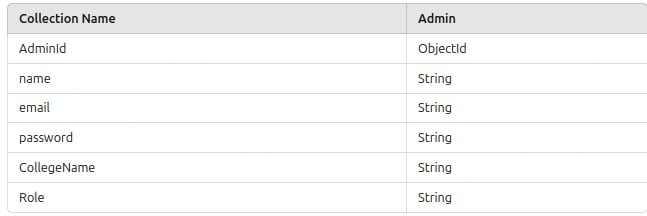 Collection Name Admin
AdminId ObjectId
name String
email String
password String
CollegeName String
Role String